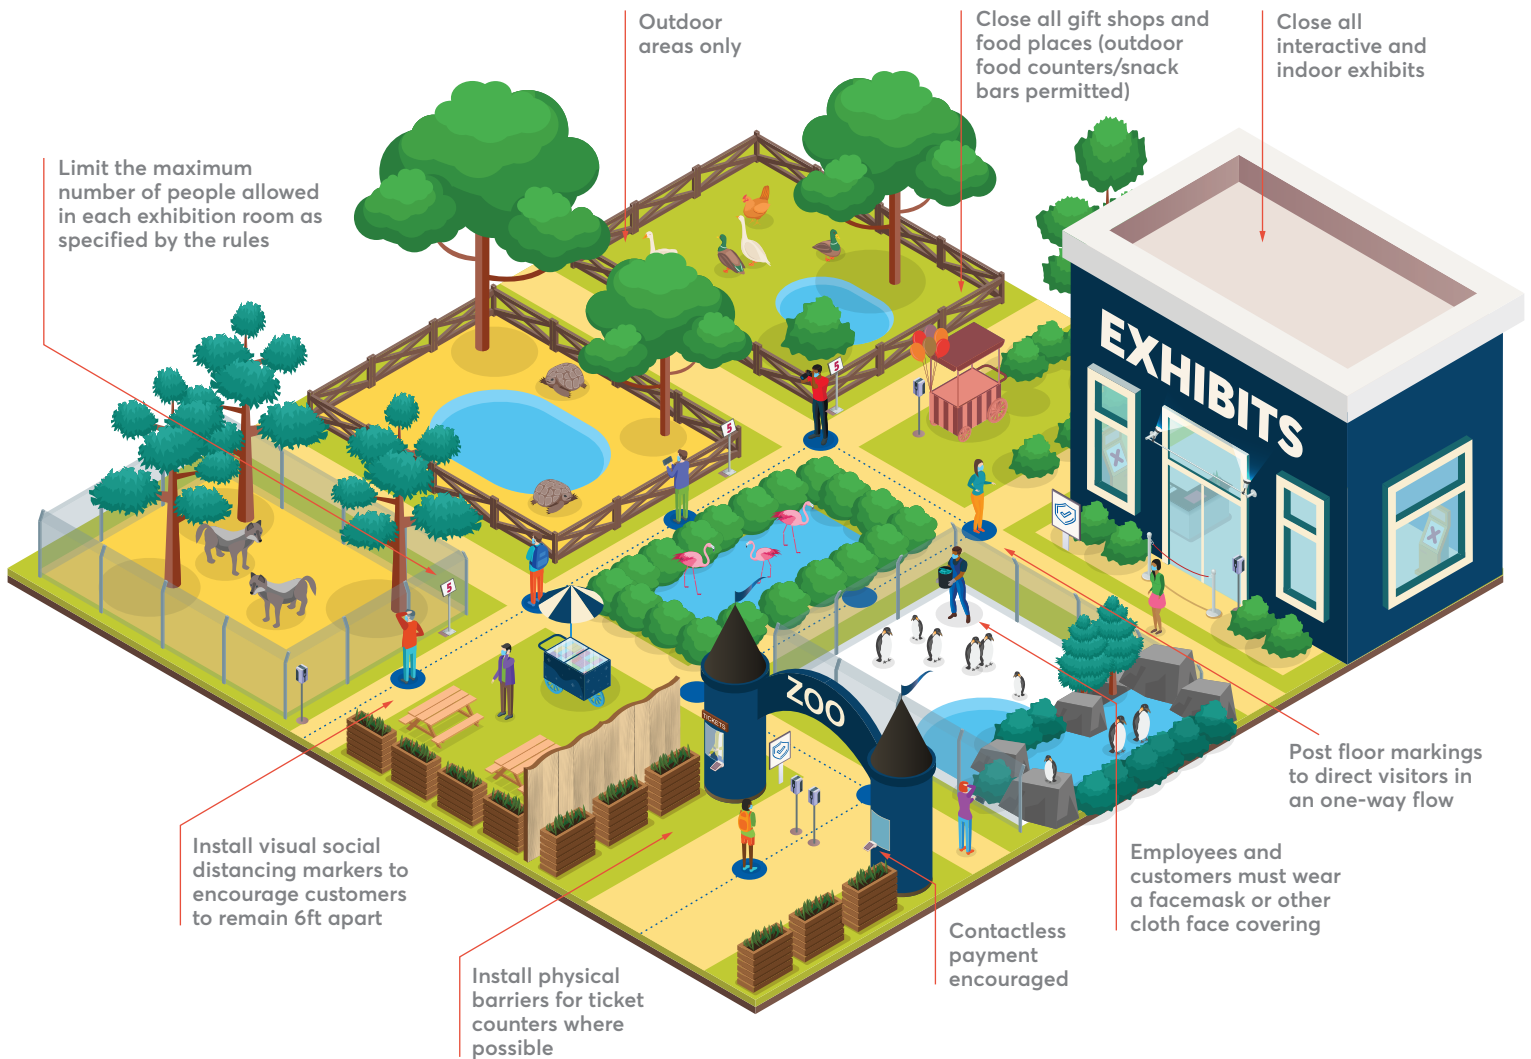 Outdoor
areas only
Close all gift shops and
food places (outdoor
food counters/snack
bars permitted)
Close all
interactive and
indoor exhibits
Limit the maximum
number of people allowed
in each exhibition room as
specified by the rules
EXHIBITS
5
5
5
ZOO
TICKETS
Post floor markings
to direct visitors in
an one-way flow
Install visual social
distancing markers to
encourage customers
to remain 6ft apart
Employees and
customers must wear
a facemask or other
cloth face covering
Contactless
payment
encouraged
Install physical
barriers for ticket
counters where
possible